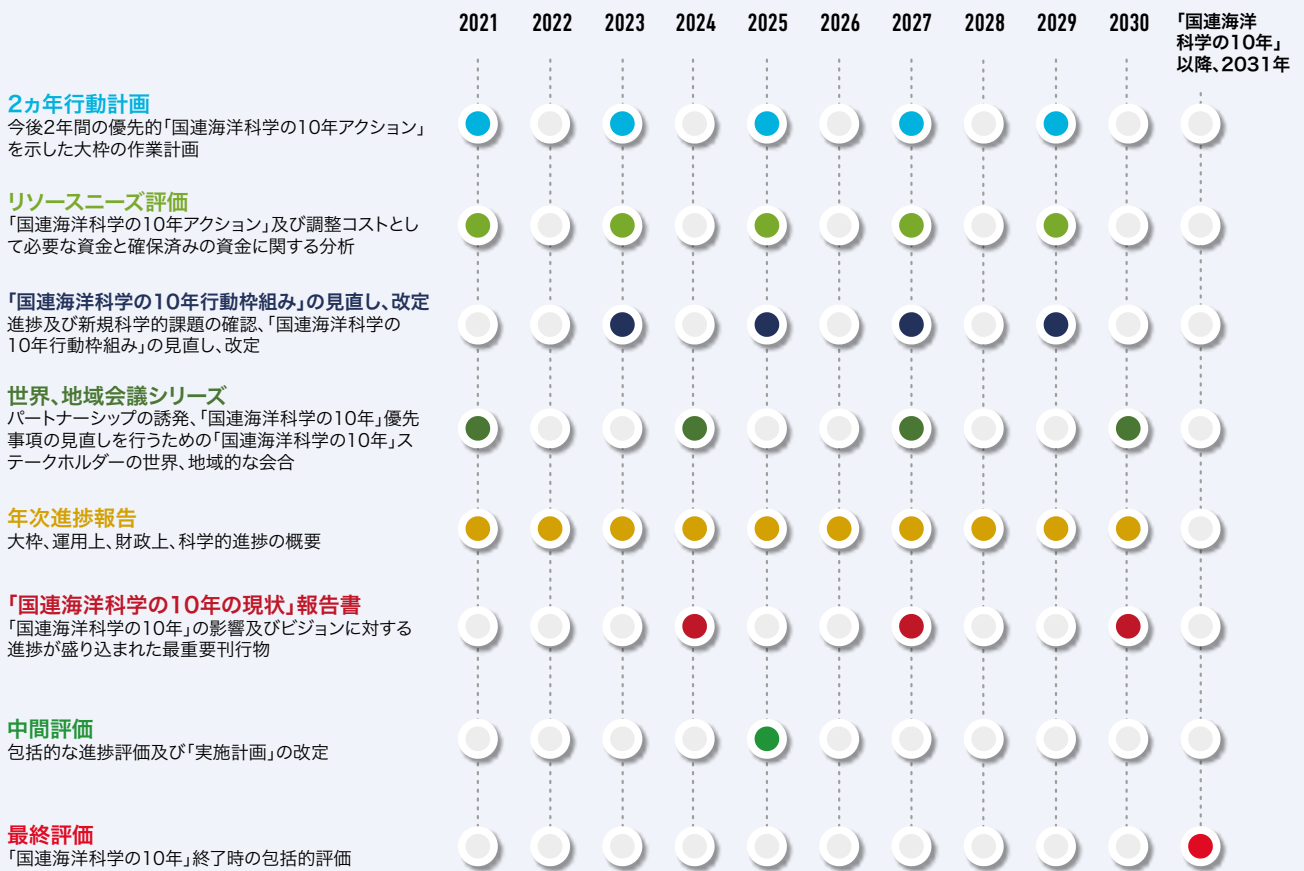 2021 2022 2023 2024 2025 2026 2027 2028 2029 2030 「国連海洋
科学の10年」
以降、2031年
2ヵ年行動計画
今後2年間の優先的「国連海洋科学の10年アクション」
を示した大枠の作業計画
リソースニーズ評価
「国連海洋科学の10年アクション」及び調整コストとし
て必要な資金と確保済みの資金に関する分析
「国連海洋科学の10年行動枠組み」の見直し、改定
進捗及び新規科学的課題の確認、「国連海洋科学の
10年行動枠組み」の見直し、改定
世界、地域会議シリーズ
パートナーシップの誘発、「国連海洋科学の10年」優先
事項の見直しを行うための「国連海洋科学の10年」ス
テークホルダーの世界、地域的な会合
年次進捗報告
大枠、運用上、財政上、科学的進捗の概要
「国連海洋科学の10年の現状」報告書
「国連海洋科学の10年」の影響及びビジョンに対する
進捗が盛り込まれた最重要刊行物
中間評価
包括的な進捗評価及び「実施計画」の改定
最終評価
「国連海洋科学の10年」終了時の包括的評価